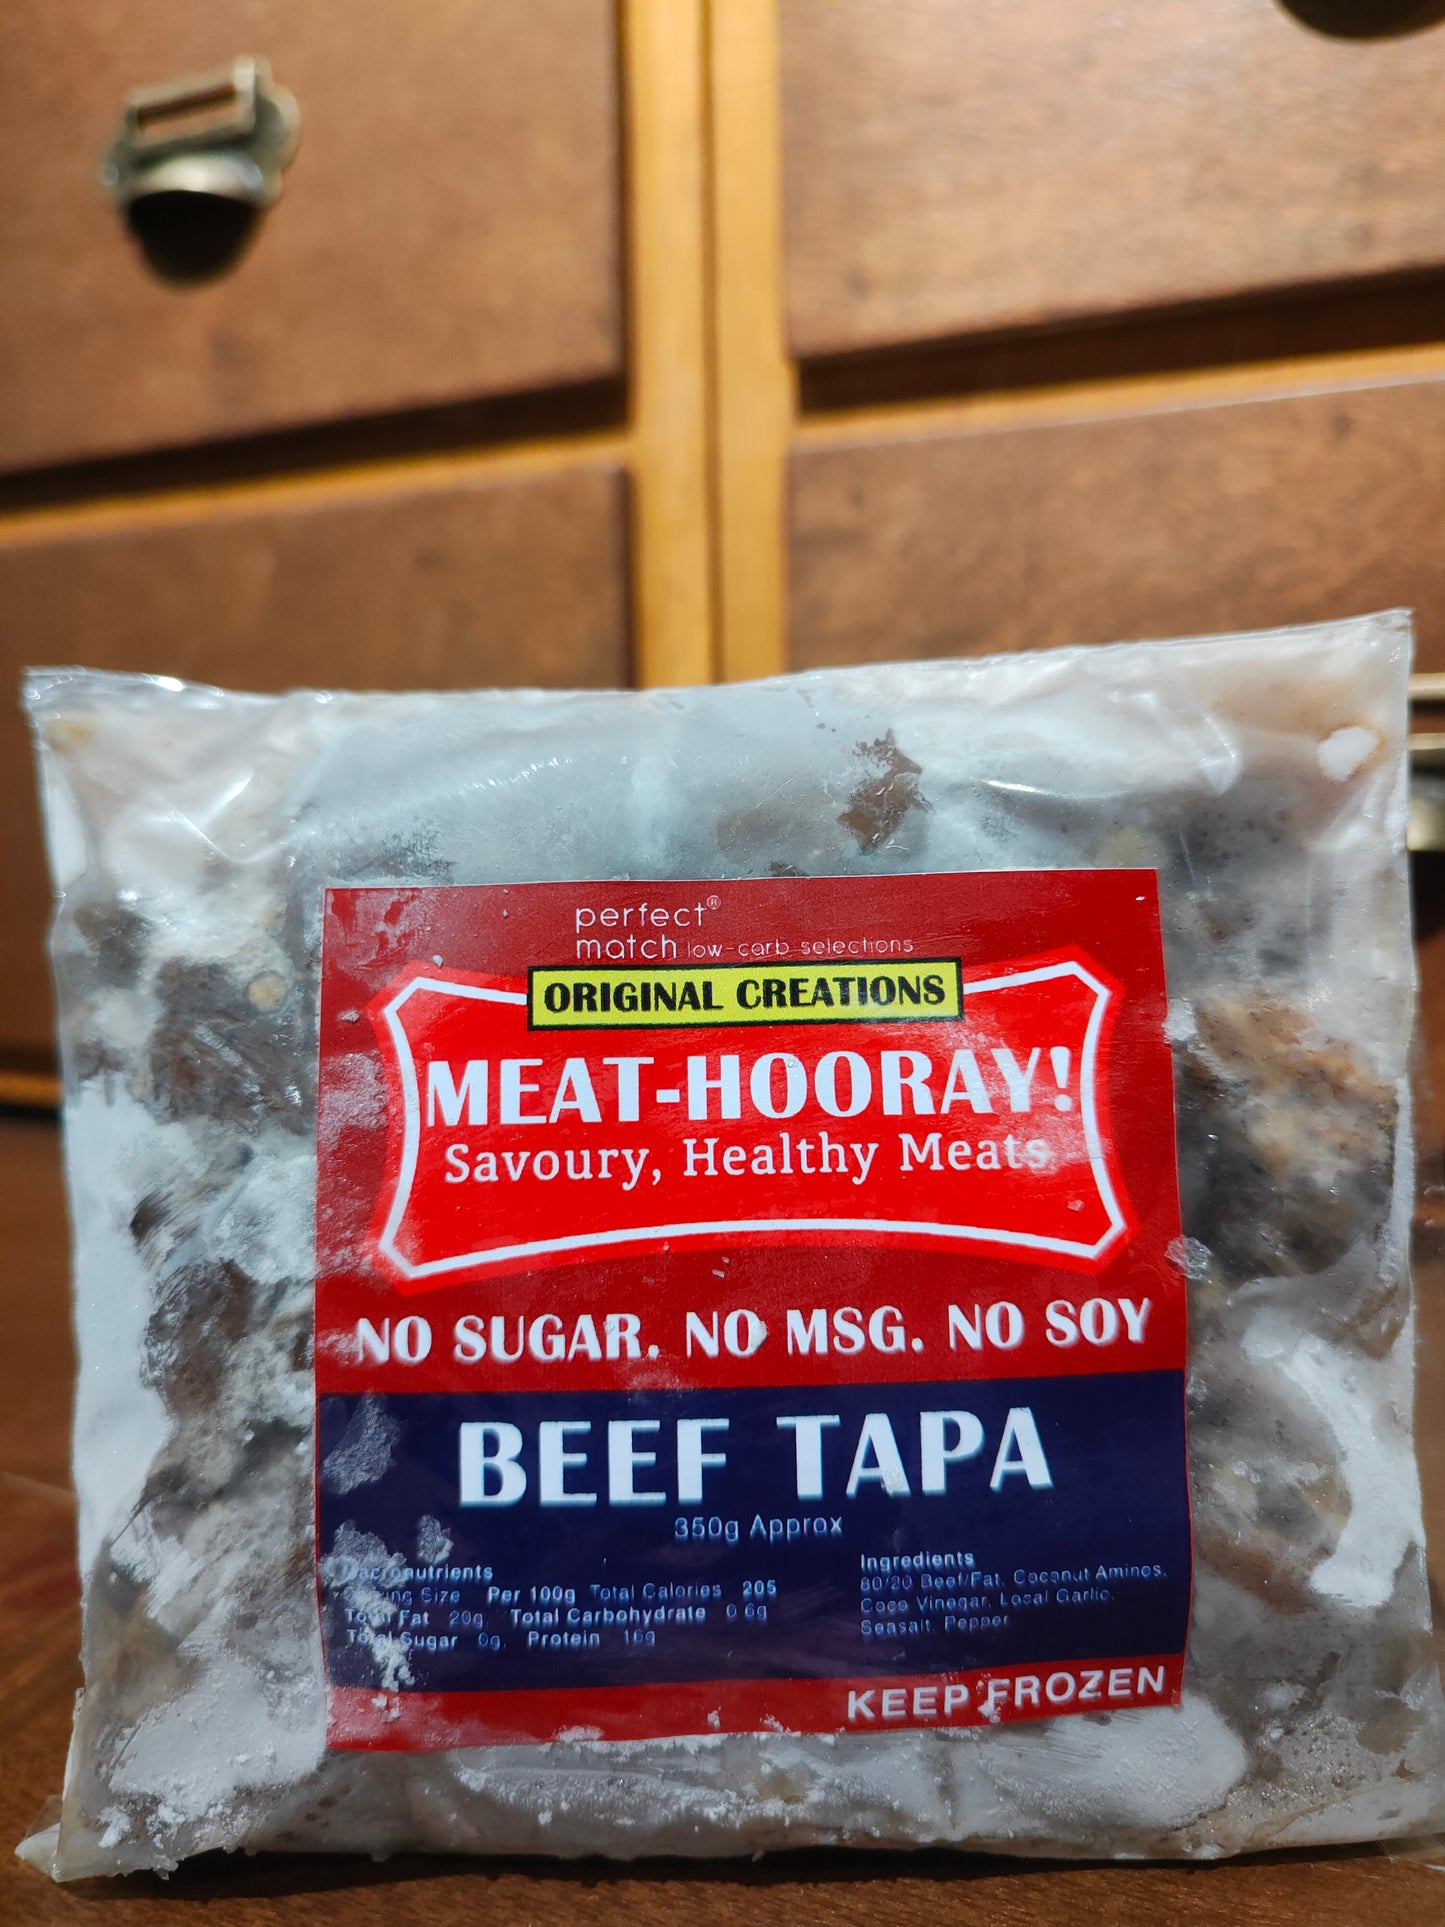 perfect®
match low-carb selections
ORIGINAL CREATIONS
MEAT-HOORAY!
Savoury, Healthy Meats
NO SUGAR. NO MSG. NO SOY
BEEF TAPA
350g Approx
Macronutrients
Serving Size Per 100g Total Calories 205
Total Fat 20g, Total Carbohydrate 0.6g
Total Sugar 0g, Protein 16g
Ingredients
80/20 Beef/Fat, Coconut Aminos,
Coco Vinegar, Local Garlic,
Seasalt, Pepper
KEEP FROZEN